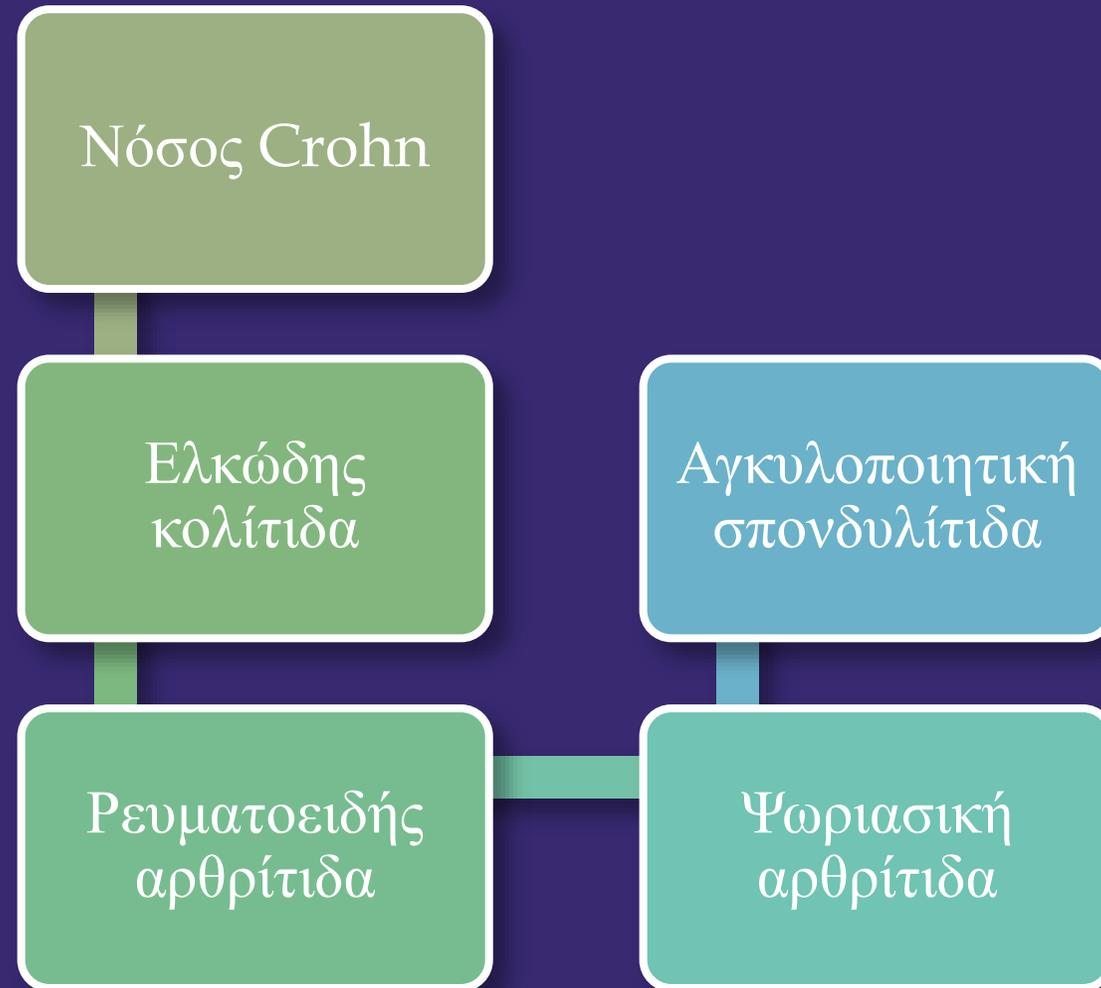 Νόσος Crohn
Ελκώδης
κολίτιδα
Ρευματοειδής
αρθρίτιδα
Ψωριασική
αρθρίτιδα
Αγκυλοποιητική
σπονδυλίτιδα